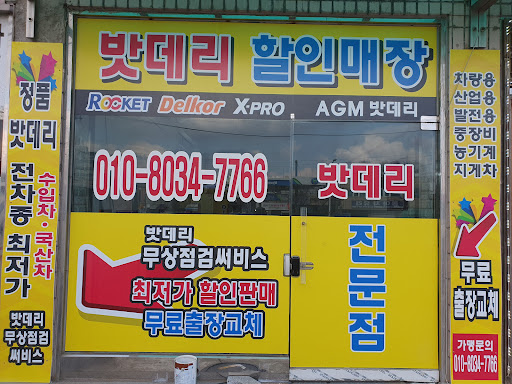 밧데리 할인매장
ROCKET Delkor X-PRO AGM 밧데리
정품
밧데리
전차종 최저가
수입차·국산차
밧데리
무상점검
써비스
010-8034-7766
밧데리
밧데리
무상점검써비스
최저가 할인판매
무료출장교체
전문점
차량용
산업용
발전용
중장비
농기계
지게차
무료
출장교체
가평문의
010-8034-7766